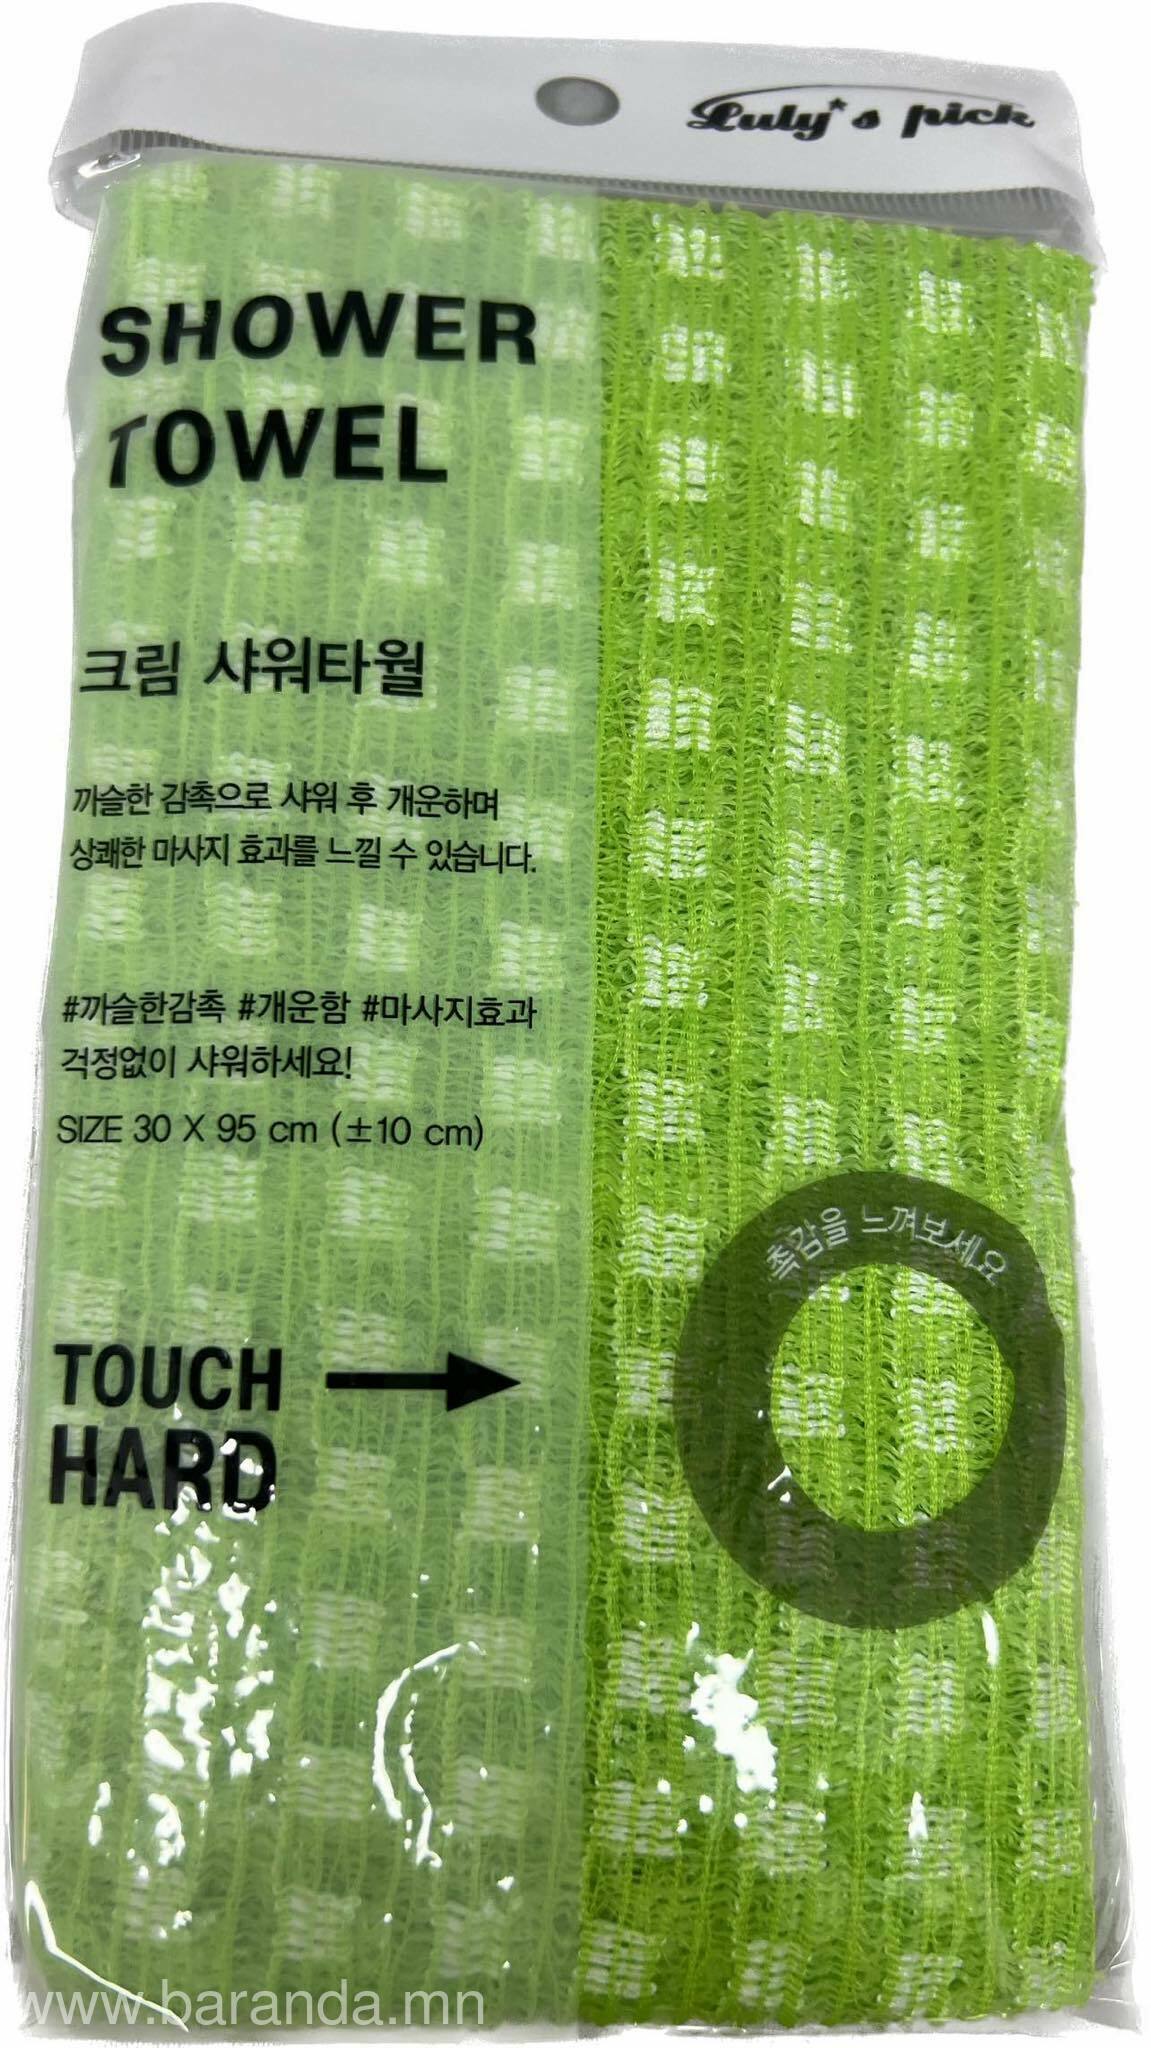 Luly*s pick
SHOWER
TOWEL
크림 샤워타월
까슬한 감촉으로 샤워 후 개운하며
상쾌한 마사지 효과를 느낄 수 있습니다.
#까슬한감촉 #개운함 #마사지효과
걱정없이 샤워하세요!
SIZE 30 X 95 cm (±10 cm)
촉감을 느껴보세요
TOUCH
HARD
www.baranda.mn